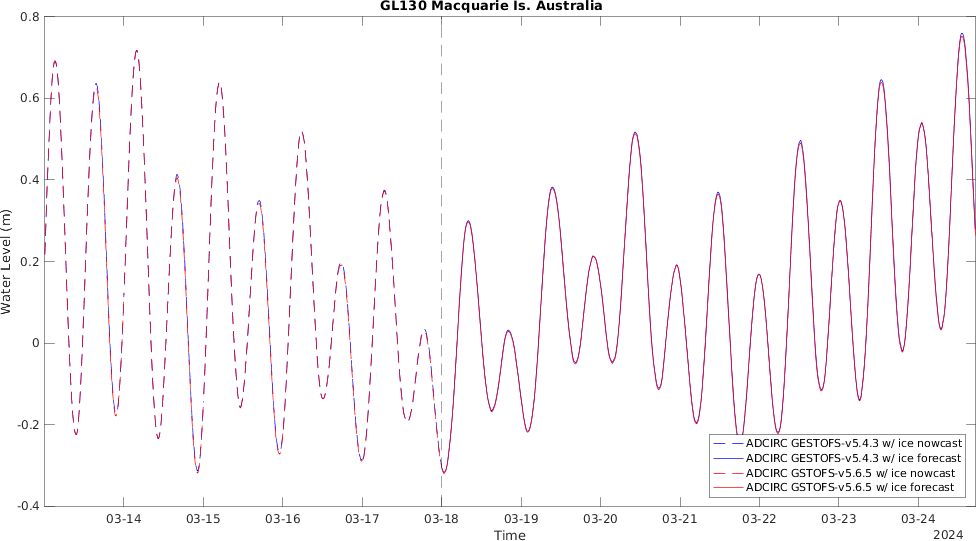 GL130 Macquarie Is. Australia
0.8
0.6
0.4
0.2
0
-0.2
-0.4
Water Level (m)
ADCIRC GESTOFS-v5.4.3 w/ ice nowcast
ADCIRC GESTOFS-v5.4.3 w/ ice forecast
ADCIRC GSTOFS-v5.6.5 w/ ice nowcast
ADCIRC GSTOFS-v5.6.5 w/ ice forecast
03-14 03-15 03-16 03-17 03-18 03-19 03-20 03-21 03-22 03-23 03-24
Time
2024